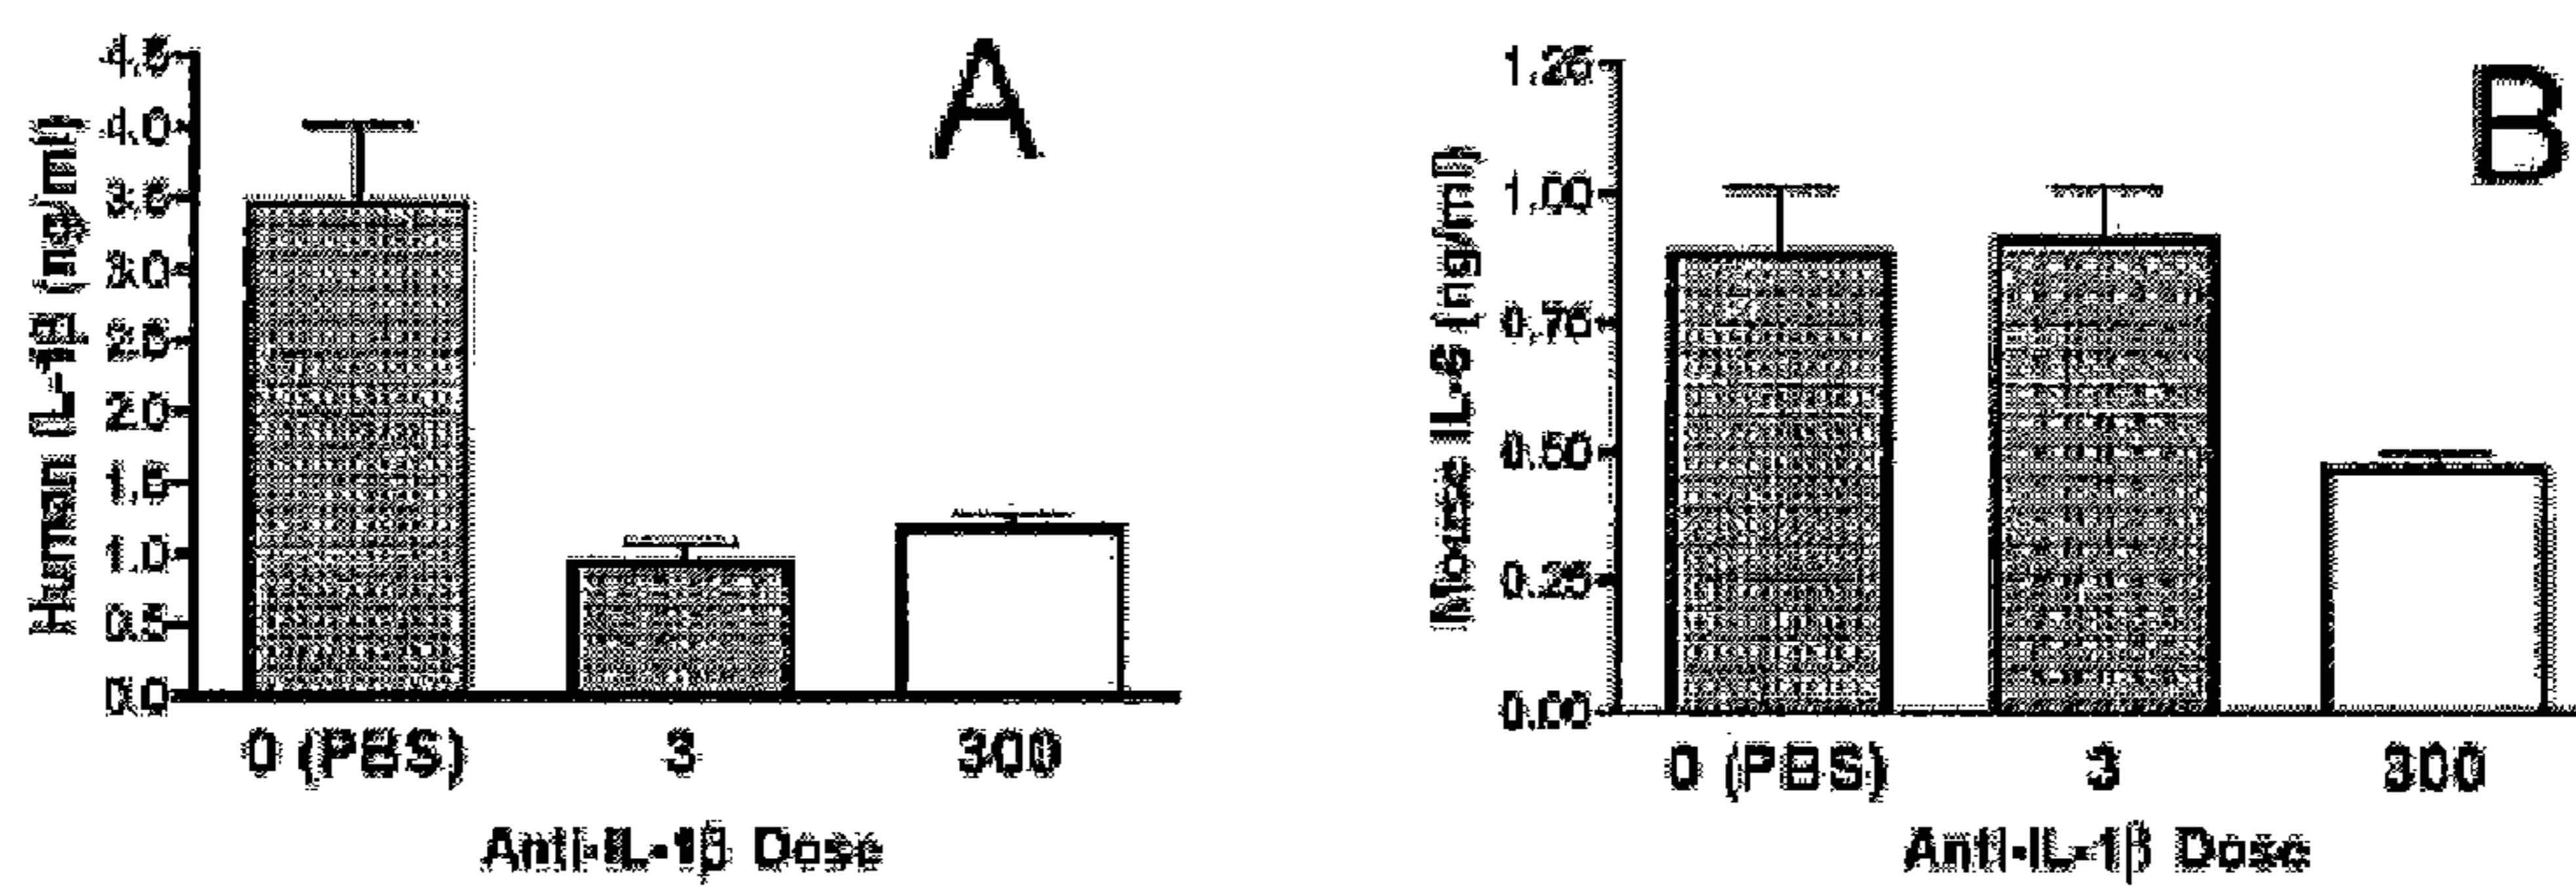 A
Human IL-1β (ng/ml)
4.5
4.0
3.5
3.0
2.5
2.0
1.5
1.0
0.5
0.0
0 (PBS) 3 300
Anti-IL-1β Dose
B
Mouse IL-6 (ng/ml)
1.25
1.00
0.75
0.50
0.25
0.00
0 (PBS) 3 300
Anti-IL-1β Dose